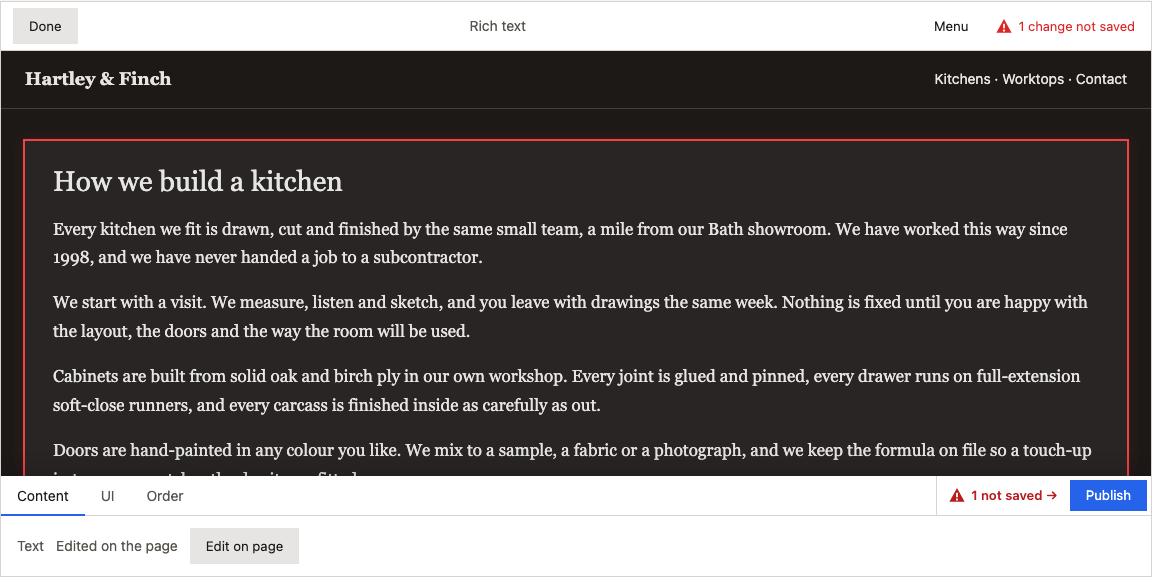 Done
Rich text
Menu
1 change not saved
Hartley & Finch
Kitchens · Worktops · Contact
How we build a kitchen
Every kitchen we fit is drawn, cut and finished by the same small team, a mile from our Bath showroom. We have worked this way since
1998, and we have never handed a job to a subcontractor.
We start with a visit. We measure, listen and sketch, and you leave with drawings the same week. Nothing is fixed until you are happy with
the layout, the doors and the way the room will be used.
Cabinets are built from solid oak and birch ply in our own workshop. Every joint is glued and pinned, every drawer runs on full-extension
soft-close runners, and every carcass is finished inside as carefully as out.
Doors are hand-painted in any colour you like. We mix to a sample, a fabric or a photograph, and we keep the formula on file so a touch-up
Content
UI
Order
1 not saved →
Publish
Text
Edited on the page
Edit on page